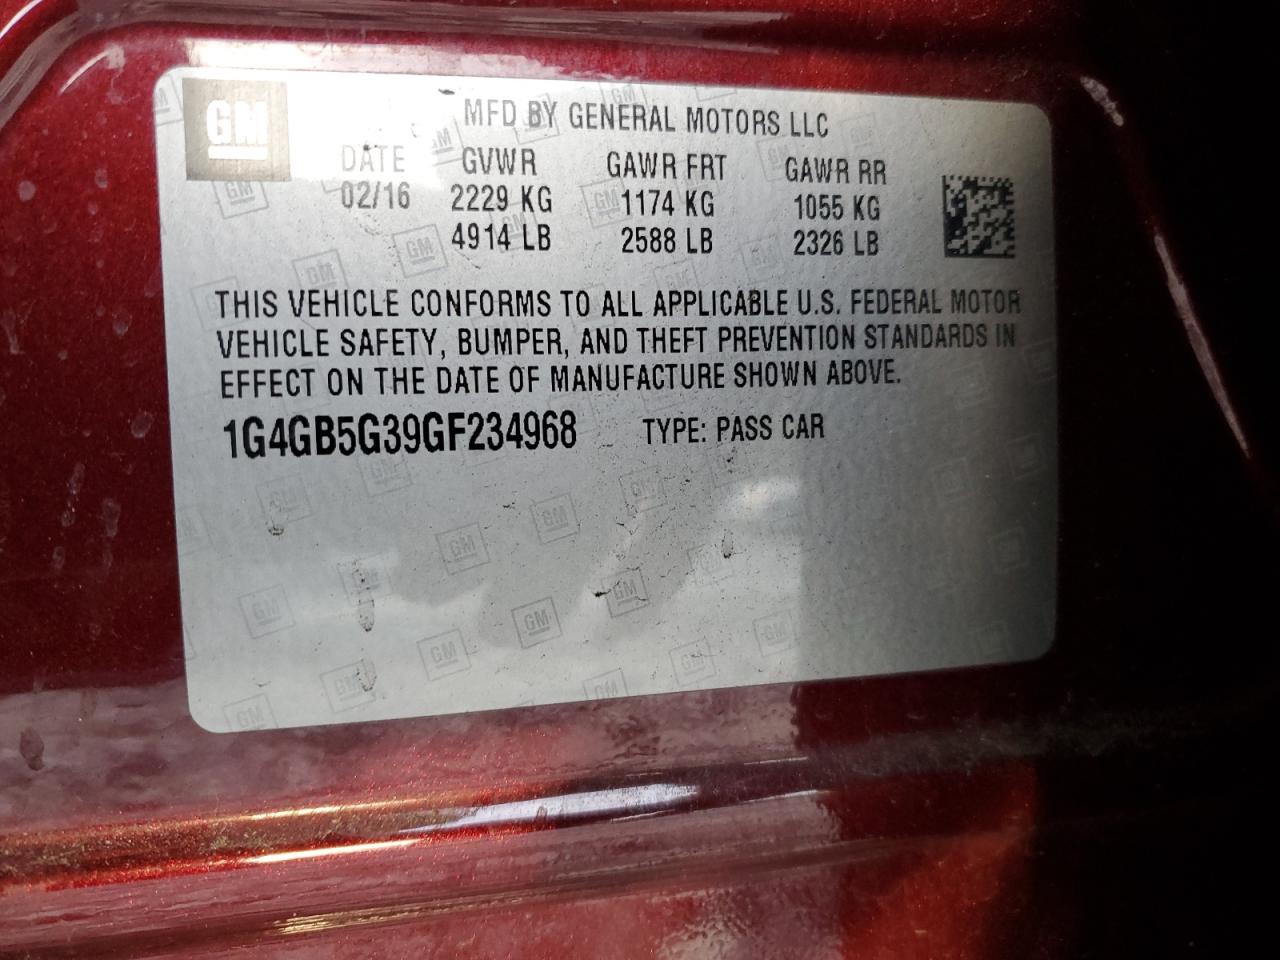 GM
MFD BY GENERAL MOTORS LLC
DATE GVWR GAWR FRT GAWR RR
02/16 2229 KG 1174 KG 1055 KG
4914 LB 2588 LB 2326 LB
THIS VEHICLE CONFORMS TO ALL APPLICABLE U.S. FEDERAL MOTOR
VEHICLE SAFETY, BUMPER, AND THEFT PREVENTION STANDARDS IN
EFFECT ON THE DATE OF MANUFACTURE SHOWN ABOVE.
1G4GB5G39GF234968 TYPE: PASS CAR